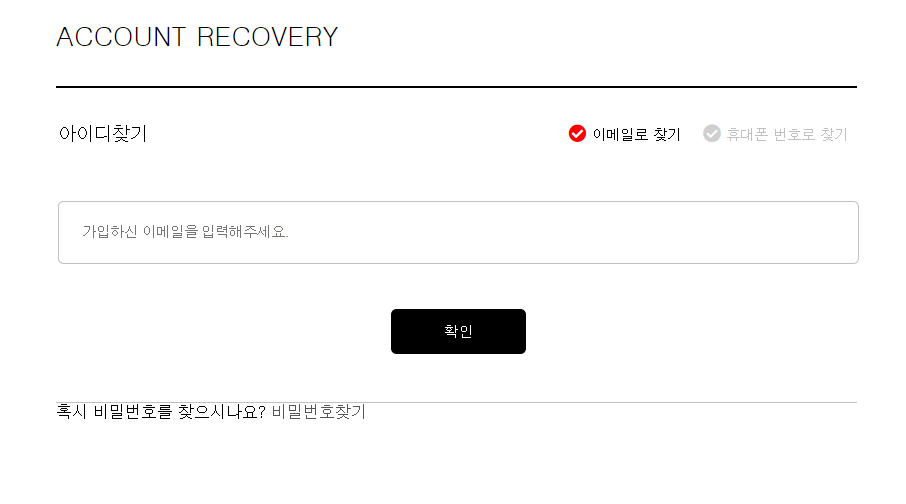 ACCOUNT RECOVERY
아이디찾기 이메일로 찾기 휴대폰 번호로 찾기
가입하신 이메일을 입력해주세요.
확인
혹시 비밀번호를 찾으시나요? 비밀번호찾기